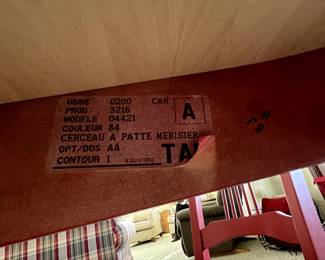 USINE 0200 CAN
PROD 3216
MODELE 04421
COULEUR 84
CERCEAU A PATTE MERISIER
OPT/DOS AA
CONTOUR 1
A
TA